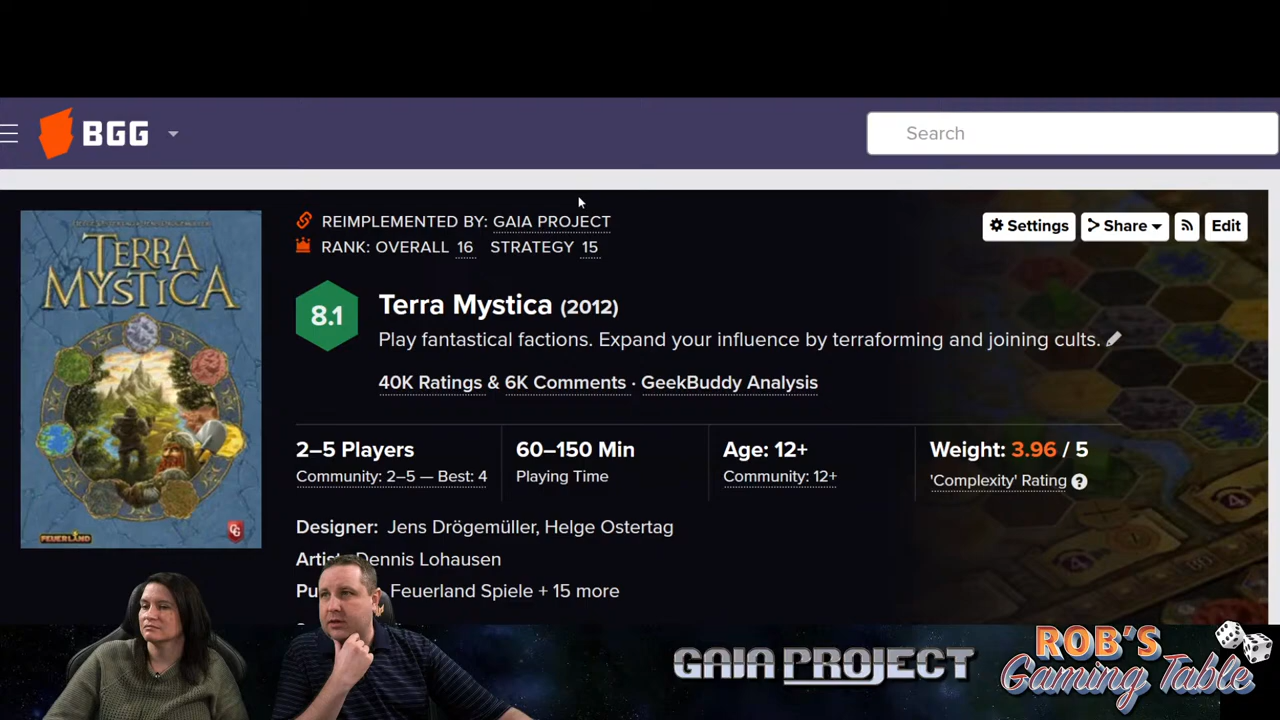 BGG
Search
REIMPLEMENTED BY: GAIA PROJECT
RANK: OVERALL 16 STRATEGY 15
Settings
Share
Edit
TERRA
MYSTICA
8.1
Terra Mystica (2012)
Play fantastical factions. Expand your influence by terraforming and joining cults.
40K Ratings & 6K Comments · GeekBuddy Analysis
2–5 Players
60–150 Min
Age: 12+
Weight: 3.96 / 5
Community: 2–5 — Best: 4
Playing Time
Community: 12+
'Complexity' Rating ?
Designer: Jens Drögemüller, Helge Ostertag
Dennis Lohausen
FEUERLAND
Feuerland Spiele + 15 more
GAIA PROJECT
ROB'S
Gaming Table